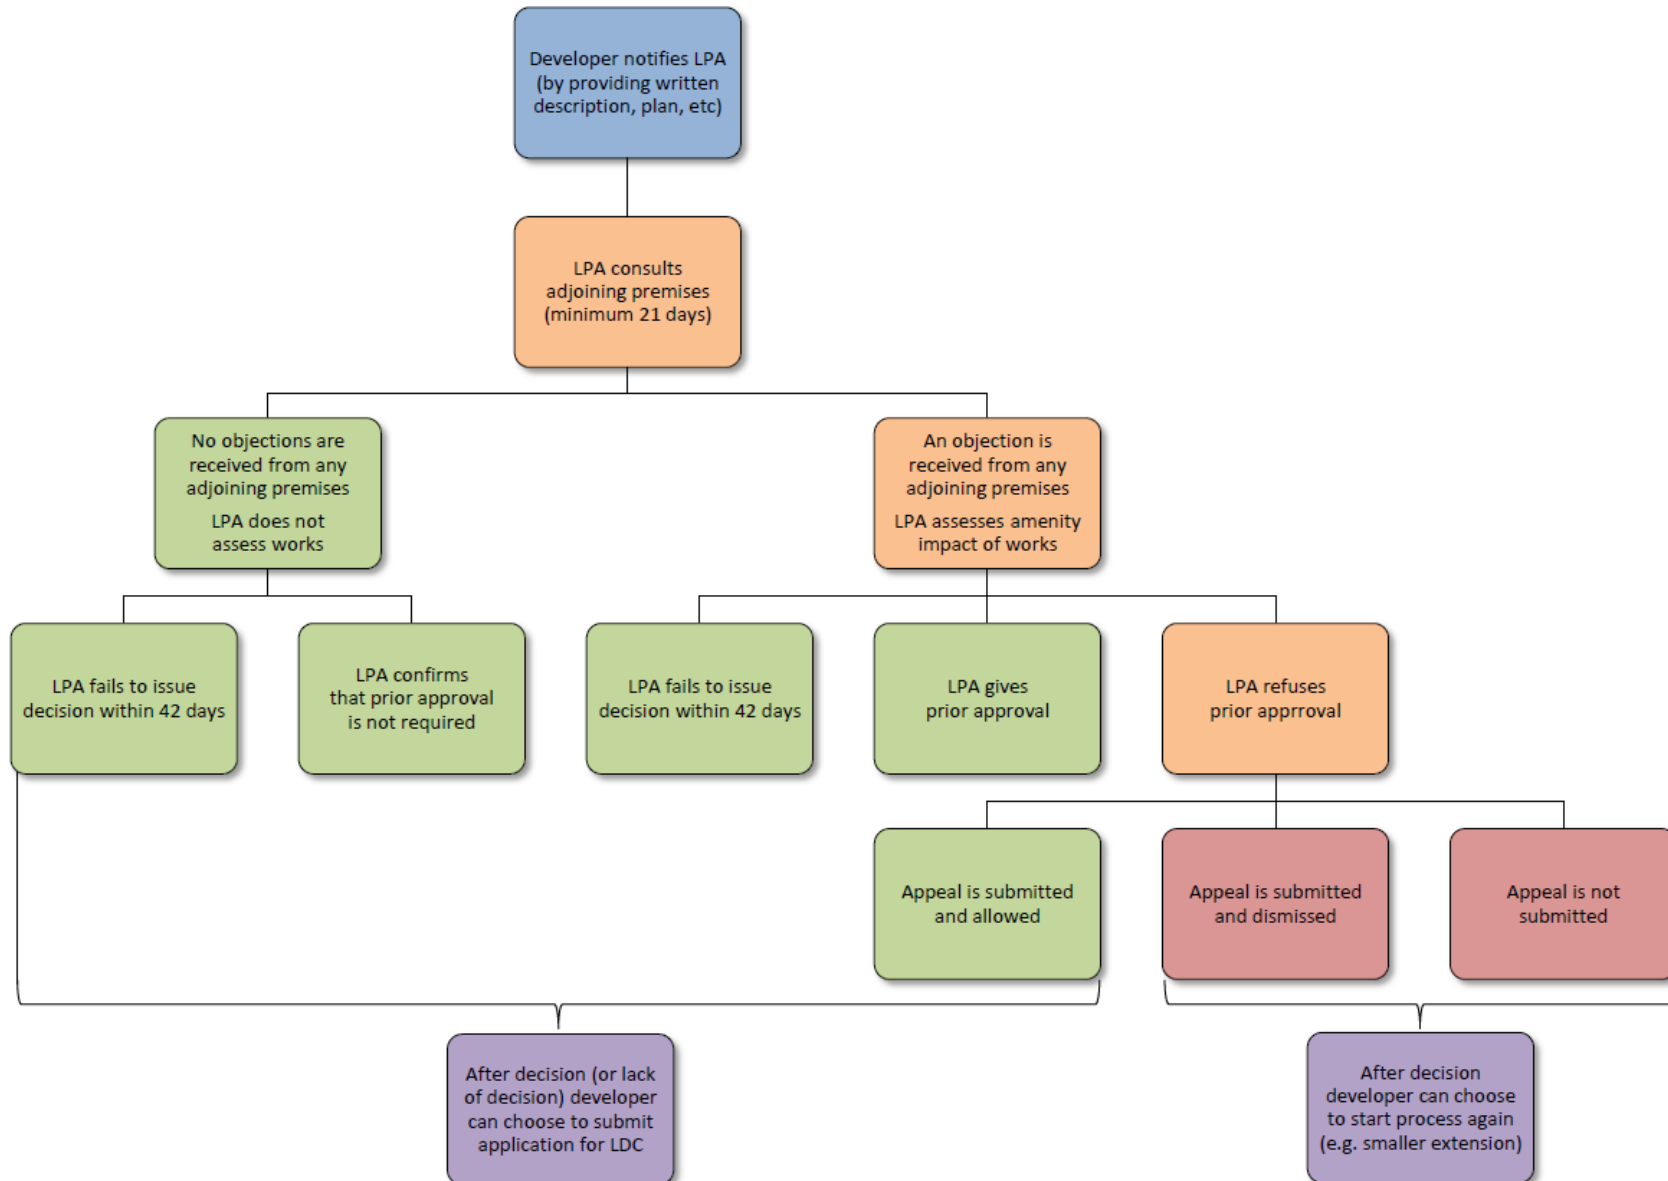 Developer notifies LPA
(by providing written
description, plan, etc)
LPA consults
adjoining premises
(minimum 21 days)
No objections are
received from any
adjoining premises
LPA does not
assess works
An objection is
received from any
adjoining premises
LPA assesses amenity
impact of works
LPA fails to issue
decision within 42 days
LPA confirms
that prior approval
is not required
LPA fails to issue
decision within 42 days
LPA gives
prior approval
LPA refuses
prior apprroval
Appeal is submitted
and allowed
Appeal is submitted
and dismissed
Appeal is not
submitted
After decision (or lack
of decision) developer
can choose to submit
application for LDC
After decision
developer can choose
to start process again
(e.g. smaller extension)